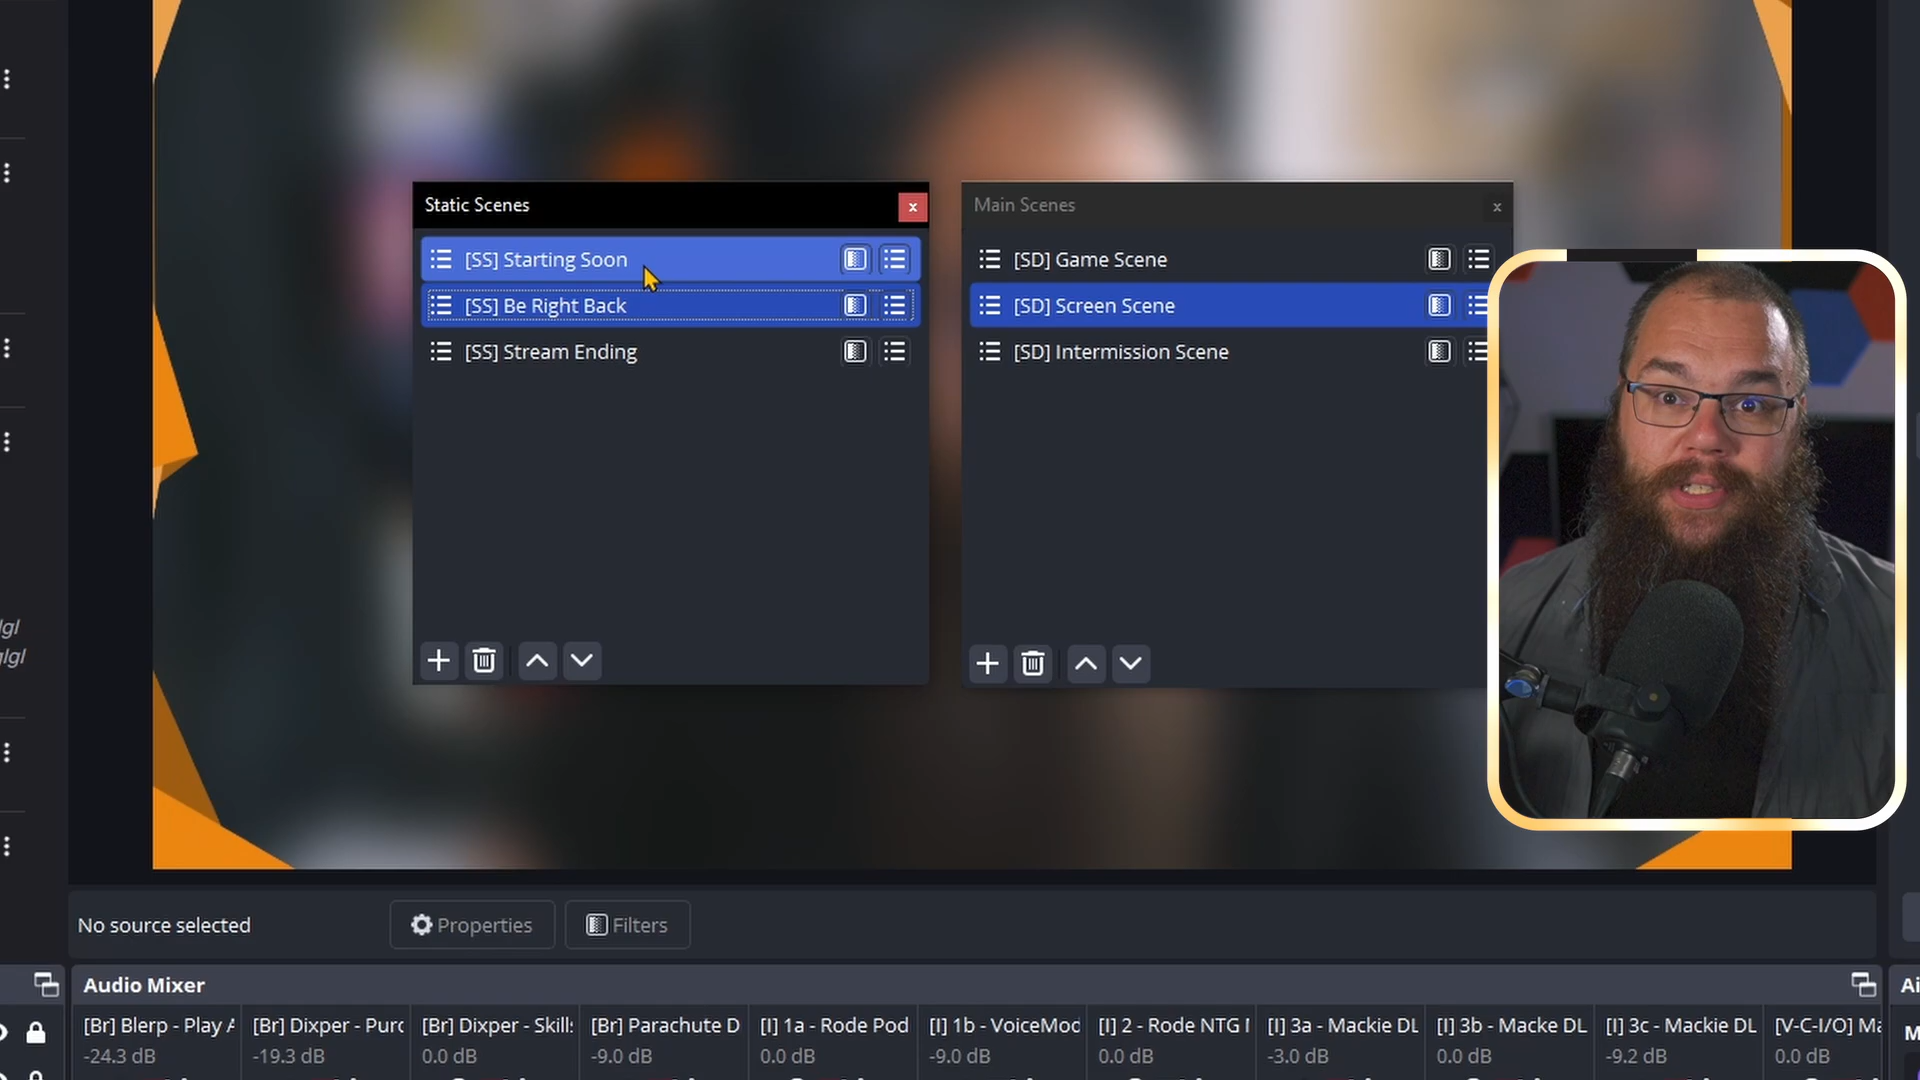 Static Scenes
x
[SS] Starting Soon
[SS] Be Right Back
[SS] Stream Ending
Main Scenes
x
[SD] Game Scene
[SD] Screen Scene
[SD] Intermission Scene
lgl
glgl
No source selected
Properties
Filters
Audio Mixer
Ai
[Br] Blerp - Play A
-24.3 dB
[Br] Dixper - Purc
-19.3 dB
[Br] Dixper - Skills
0.0 dB
[Br] Parachute D
-9.0 dB
[I] 1a - Rode Pod
0.0 dB
[I] 1b - VoiceMod
-9.0 dB
[I] 2 - Rode NTG
0.0 dB
[I] 3a - Mackie DL
-3.0 dB
[I] 3b - Macke DL
0.0 dB
[I] 3c - Mackie DL
-9.2 dB
[V-C-I/O] Ma
0.0 dB
M